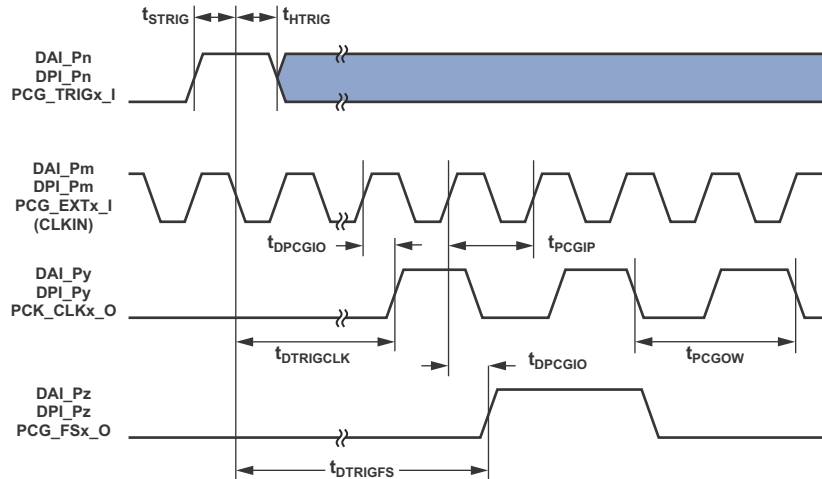 tSTRIG tHTRIG
DAI_Pn
DPI_Pn
PCG_TRIGx_I
DAI_Pm
DPI_Pm
PCG_EXTx_I
(CLKIN)
tDPCGIO tPCGIP
DAI_Py
DPI_Py
PCK_CLKx_O
tDTRIGCLK tDPCGIO tPCGOW
DAI_Pz
DPI_Pz
PCG_FSx_O
tDTRIGFS